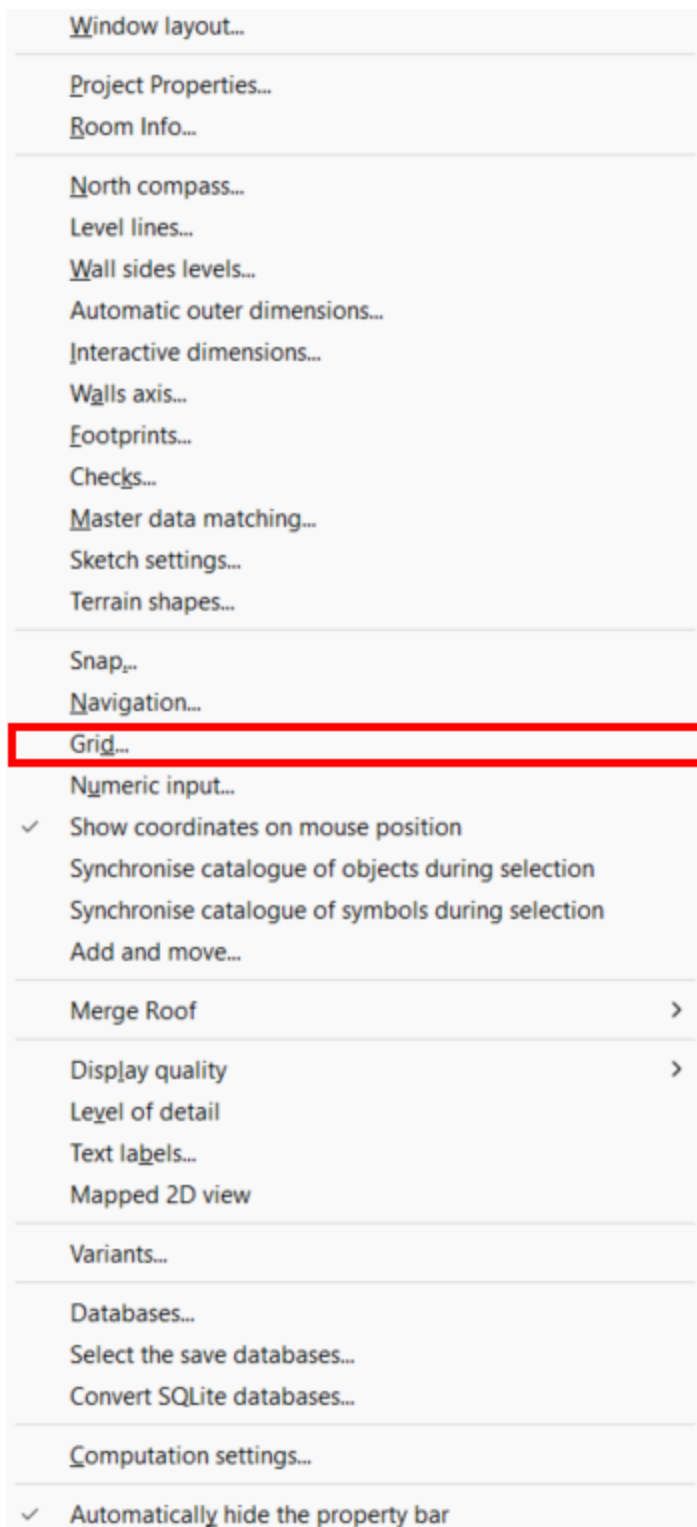 Window layout...
Project Properties...
Room Info...
North compass...
Level lines...
Wall sides levels...
Automatic outer dimensions...
Interactive dimensions...
Walls axis...
Footprints...
Checks...
Master data matching...
Sketch settings...
Terrain shapes...
Snap...
Navigation...
Grid...
Numeric input...
Show coordinates on mouse position
Synchronise catalogue of objects during selection
Synchronise catalogue of symbols during selection
Add and move...
Merge Roof
Display quality
Level of detail
Text labels...
Mapped 2D view
Variants...
Databases...
Select the save databases...
Convert SQLite databases...
Computation settings...
Automatically hide the property bar